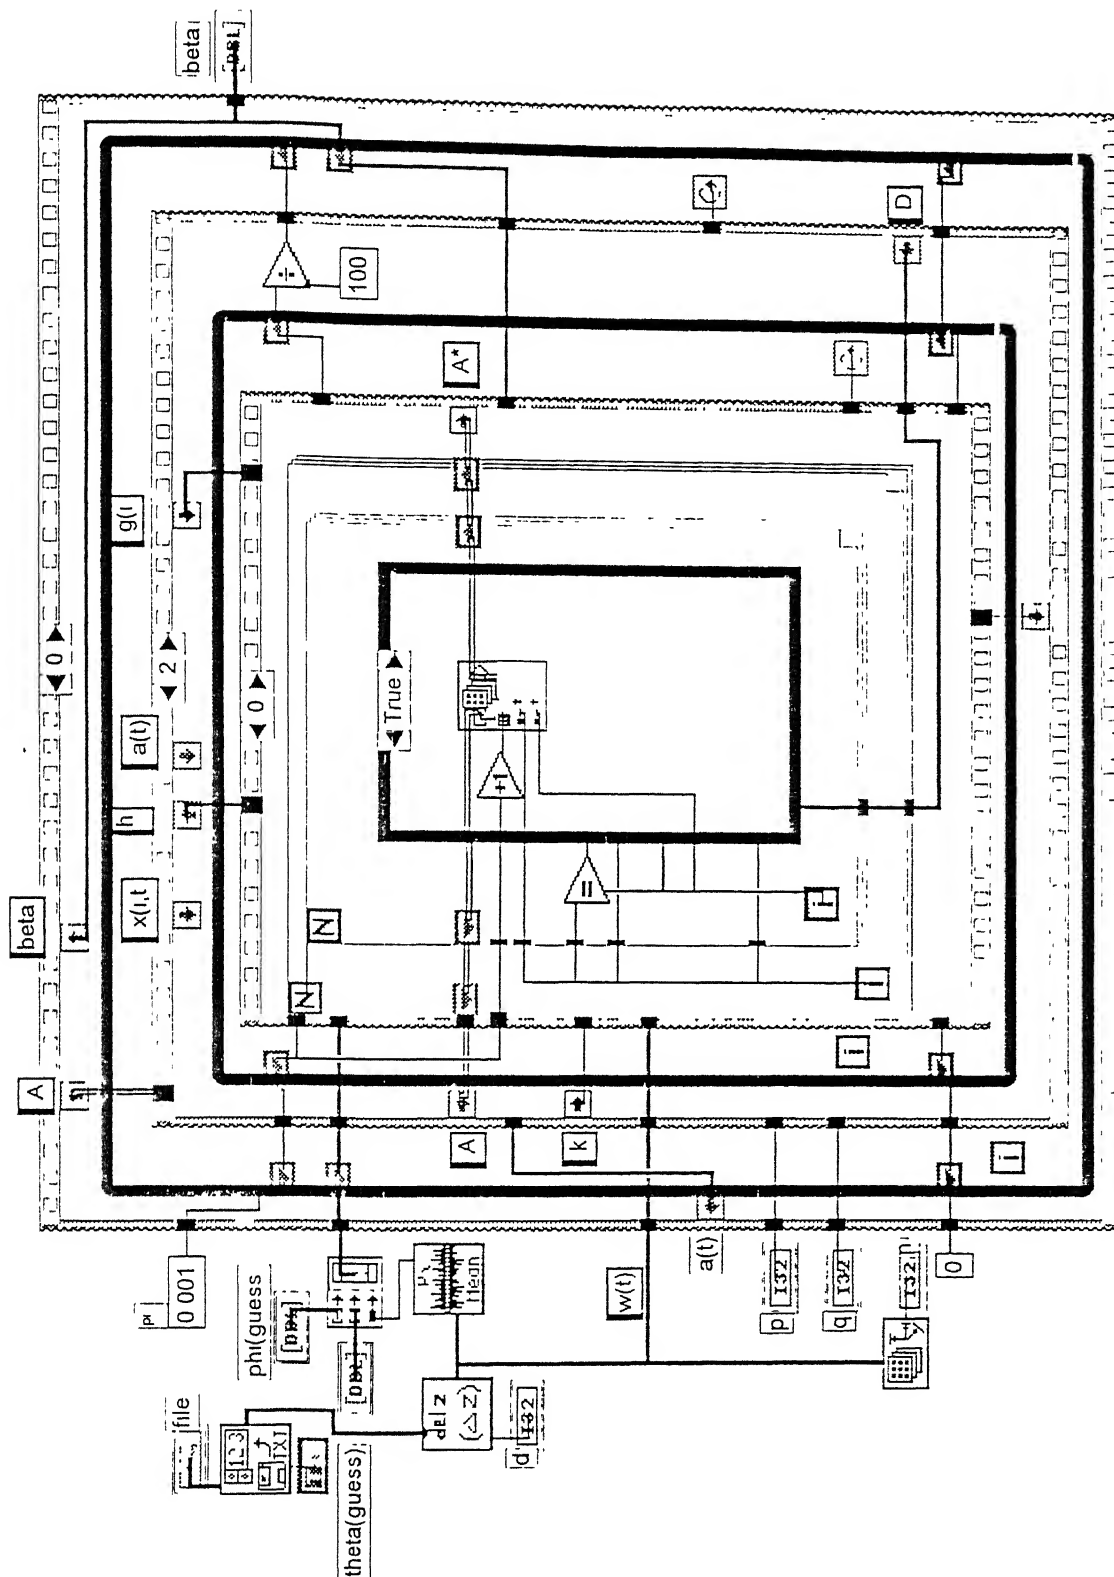 file
TXT
theta(guess)
phi(guess
[DBL]
[DBL]
pi
0 001
del z
(△Z)
d
I32
Mean
w(t)
a(t)
p
I32
q
I32
n
I32
0
A
beta
x(i,t
h
a(t)
g(i
beta
[DBL]
0
2
0
True
N
N
A
k
i
i
i
i
+1
=
÷
100
A*
D